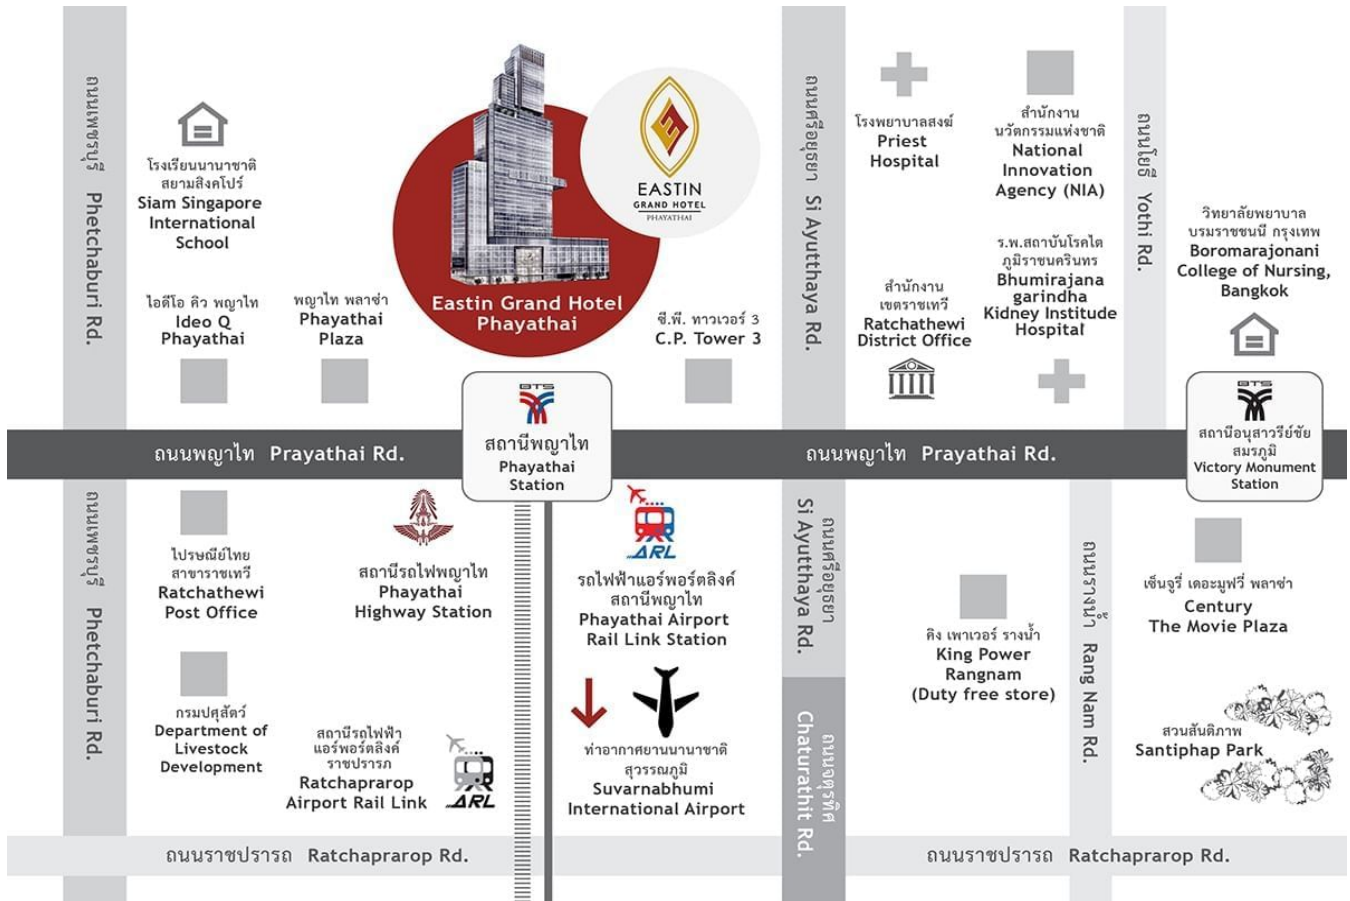 ถนนเพชรบุรี Phetchaburi Rd.
โรงเรียนนานาชาติ
สยามสิงคโปร์
Siam Singapore
International
School
ไอดีโอ คิว พญาไท
Ideo Q
Phayathai
พญาไท พลาซ่า
Phayathai
Plaza
Eastin Grand Hotel
Phayathai
EASTIN
GRAND HOTEL
PHAYATHAI
ซี.พี. ทาวเวอร์ 3
C.P. Tower 3
ถนนศรีอยุธยา Si Ayutthaya Rd.
โรงพยาบาลสงฆ์
Priest
Hospital
สำนักงาน
นวัตกรรมแห่งชาติ
National
Innovation
Agency (NIA)
สำนักงาน
เขตราชเทวี
Ratchathewi
District Office
ร.พ.สถาบันโรคไต
ภูมิราชนครินทร
Bhumirajana
garindha
Kidney Institude
Hospital
ถนนโยธี Yothi Rd.
วิทยาลัยพยาบาล
บรมราชชนนี กรุงเทพ
Boromarajonani
College of Nursing,
Bangkok
ถนนพญาไท Prayathai Rd.
BTS
สถานีพญาไท
Phayathai
Station
ถนนพญาไท Prayathai Rd.
BTS
สถานีอนุสาวรีย์ชัย
สมรภูมิ
Victory Monument
Station
ถนนเพชรบุรี Phetchaburi Rd.
ไปรษณีย์ไทย
สาขาราชเทวี
Ratchathewi
Post Office
สถานีรถไฟพญาไท
Phayathai
Highway Station
ARL
รถไฟฟ้าแอร์พอร์ตลิงค์
สถานีพญาไท
Phayathai Airport
Rail Link Station
ถนนศรีอยุธยา
Si Ayutthaya Rd.
คิง เพาเวอร์ รางน้ำ
King Power
Rangnam
(Duty free store)
ถนนรางน้ำ Rang Nam Rd.
เซ็นจูรี่ เดอะมูฟวี่ พลาซ่า
Century
The Movie Plaza
กรมปศุสัตว์
Department of
Livestock
Development
สถานีรถไฟฟ้า
แอร์พอร์ตลิงค์
ราชปรารภ
Ratchaprarop
Airport Rail Link
ARL
ท่าอากาศยานนานาชาติ
สุวรรณภูมิ
Suvarnabhumi
International Airport
ถนนจตุรทิศ
Chaturathit Rd.
สวนสันติภาพ
Santiphap Park
ถนนราชปรารถ Ratchaprarop Rd.
ถนนราชปรารถ Ratchaprarop Rd.